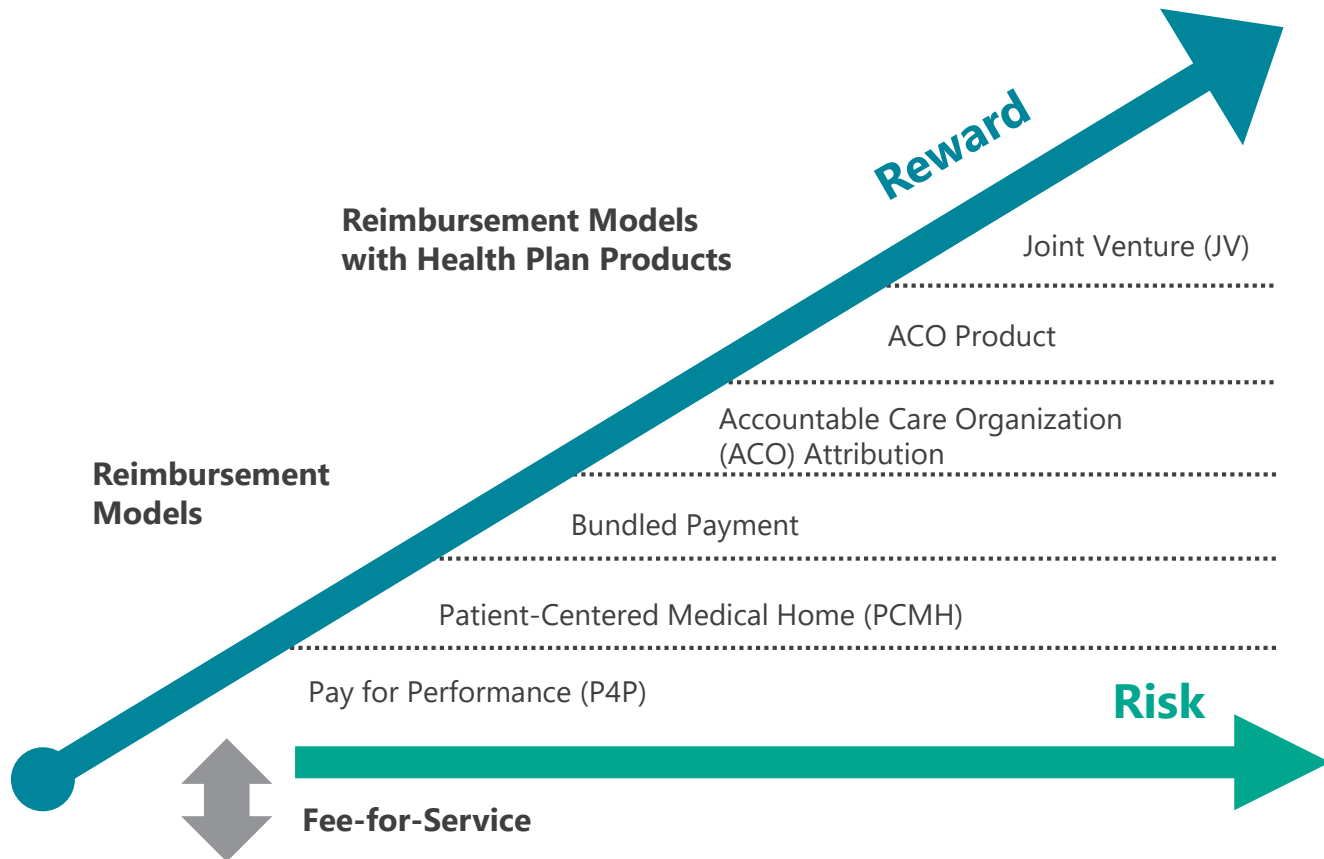 Reward
Reimbursement Models
with Health Plan Products
Joint Venture (JV)
ACO Product
Accountable Care Organization
(ACO) Attribution
Reimbursement
Models
Bundled Payment
Patient-Centered Medical Home (PCMH)
Pay for Performance (P4P)
Risk
Fee-for-Service